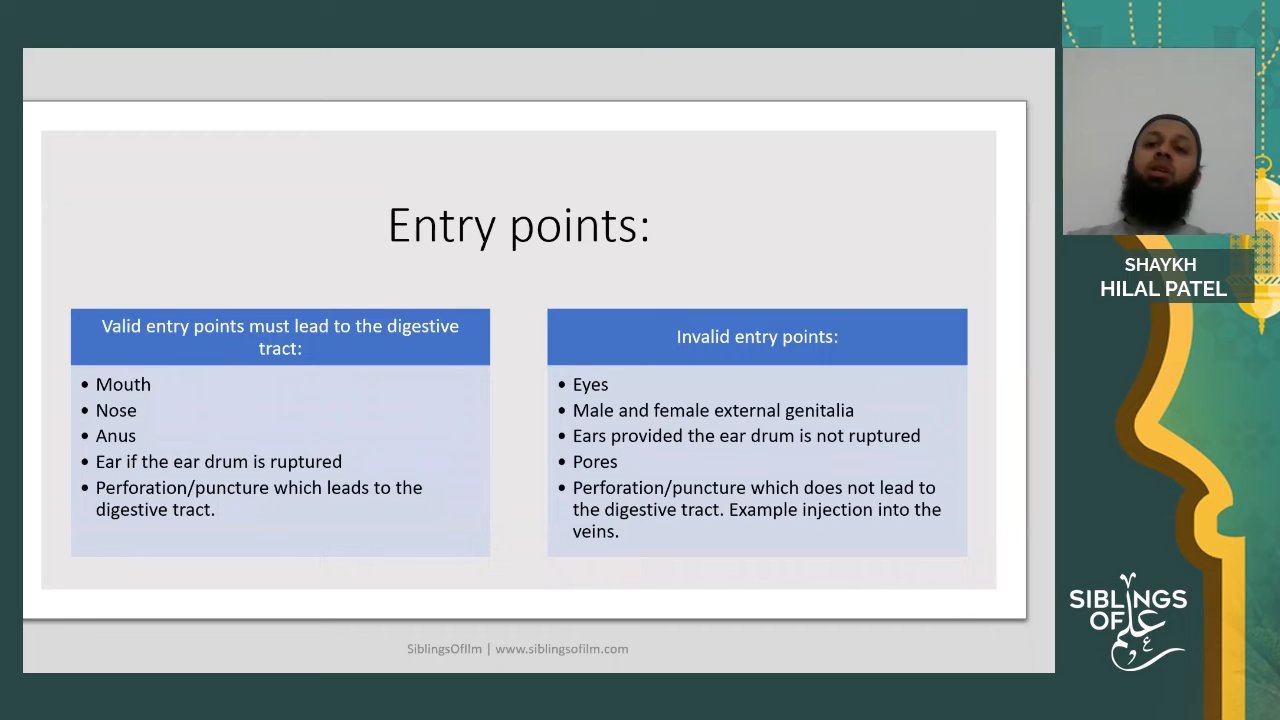 Entry points:
Valid entry points must lead to the digestive
tract:
• Mouth
• Nose
• Anus
• Ear if the ear drum is ruptured
• Perforation/puncture which leads to the
digestive tract.
Invalid entry points:
• Eyes
• Male and female external genitalia
• Ears provided the ear drum is not ruptured
• Pores
• Perforation/puncture which does not lead to
the digestive tract. Example injection into the
veins.
SiblingsOfIlm | www.siblingsofilm.com
SHAYKH
HILAL PATEL
SIBLINGS
OF علم